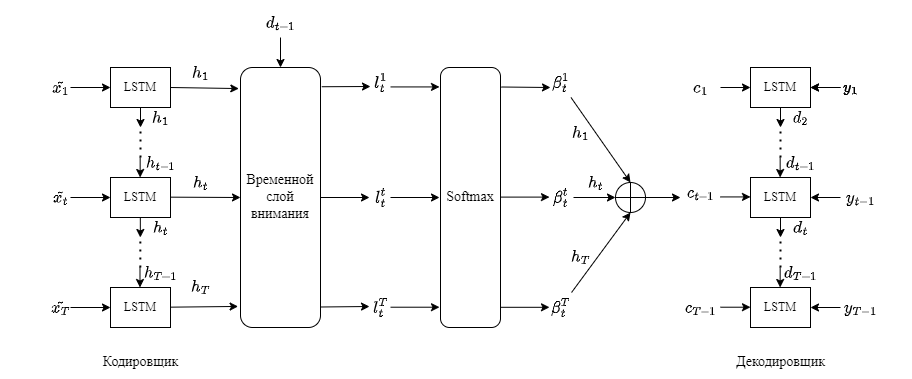 d_{t-1}
x̃_1 LSTM h_1 l_t^1 β_t^1 c_1 LSTM y_1
h_1 h_1 d_2
h_{t-1} d_{t-1}
x̃_t LSTM h_t Временной слой внимания l_t^t Softmax β_t^t h_t c_{t-1} LSTM y_{t-1}
h_t d_t
h_{T-1} h_T d_{T-1}
x̃_T LSTM h_T l_t^T β_t^T c_{T-1} LSTM y_{T-1}
Кодировщик Декодировщик